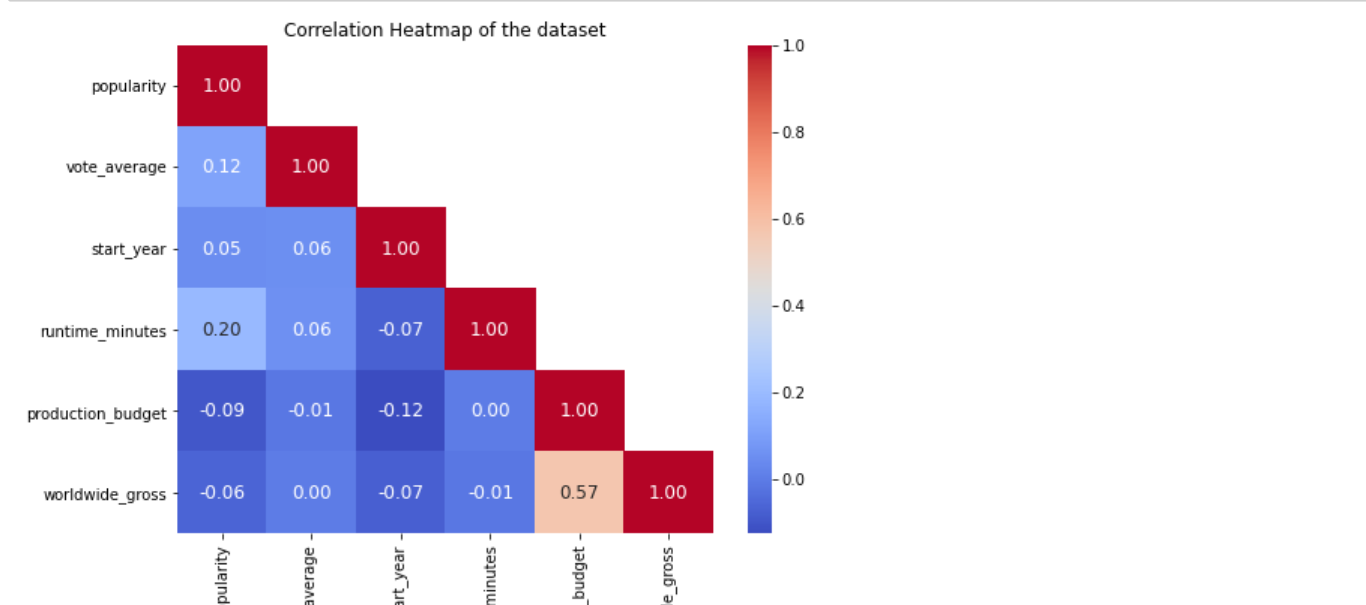 Correlation Heatmap of the dataset
popularity 1.00
vote_average 0.12 1.00
start_year 0.05 0.06 1.00
runtime_minutes 0.20 0.06 -0.07 1.00
production_budget -0.09 -0.01 -0.12 0.00 1.00
worldwide_gross -0.06 0.00 -0.07 -0.01 0.57 1.00
pularity
average
art_year
minutes
_budget
le_gross
1.0
0.8
0.6
0.4
0.2
0.0